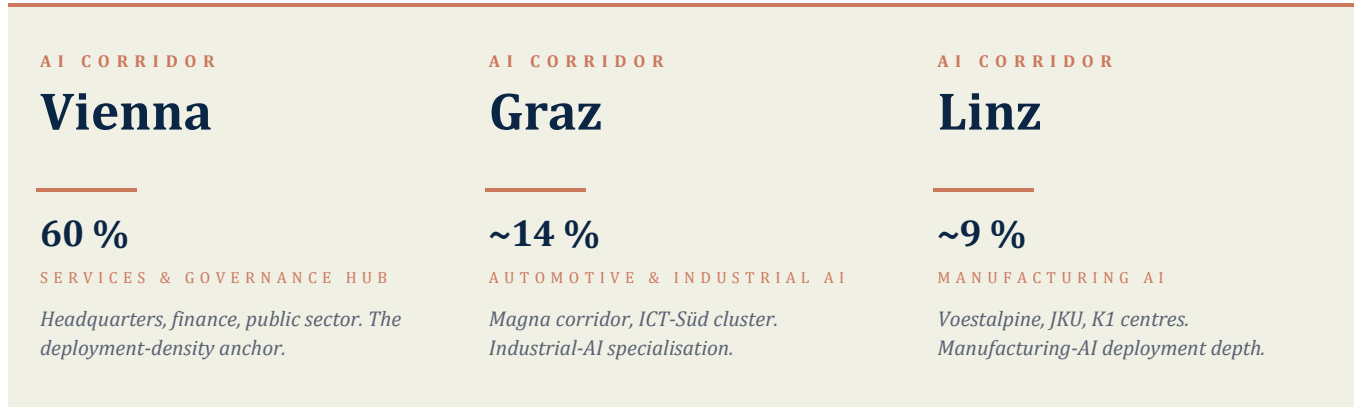 AI CORRIDOR
Vienna
60 %
SERVICES & GOVERNANCE HUB
Headquarters, finance, public sector. The
deployment-density anchor.
AI CORRIDOR
Graz
~14 %
AUTOMOTIVE & INDUSTRIAL AI
Magna corridor, ICT-Süd cluster.
Industrial-AI specialisation.
AI CORRIDOR
Linz
~9 %
MANUFACTURING AI
Voestalpine, JKU, K1 centres.
Manufacturing-AI deployment depth.